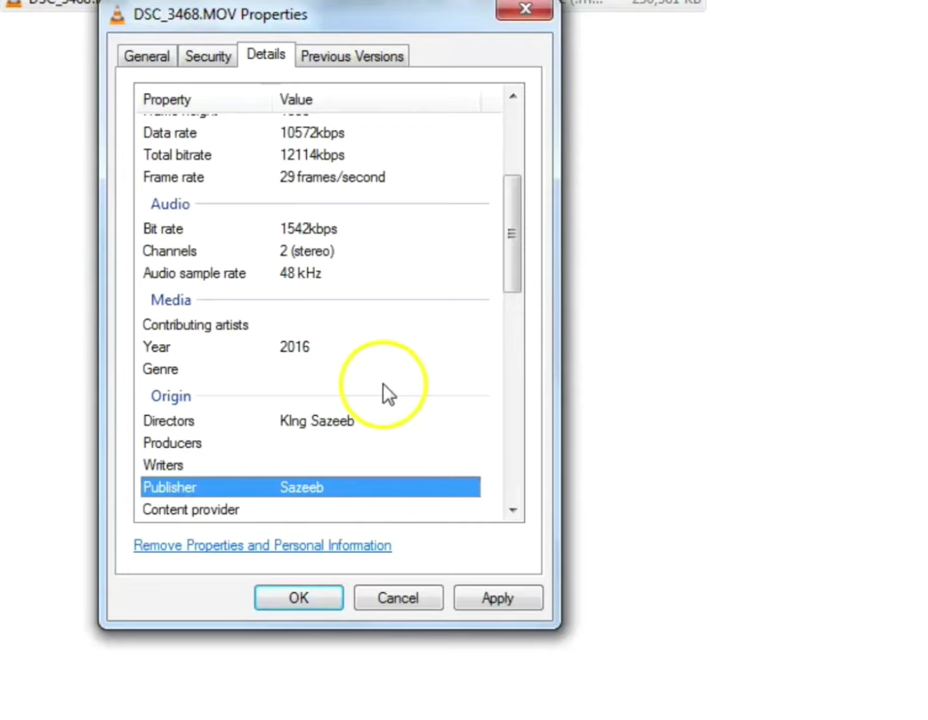 DSC_3468.MOV Properties
General Security Details Previous Versions
Property Value
Data rate 10572kbps
Total bitrate 12114kbps
Frame rate 29 frames/second
Audio
Bit rate 1542kbps
Channels 2 (stereo)
Audio sample rate 48 kHz
Media
Contributing artists
Year 2016
Genre
Origin
Directors KIng Sazeeb
Producers
Writers
Publisher Sazeeb
Content provider
Remove Properties and Personal Information
OK Cancel Apply